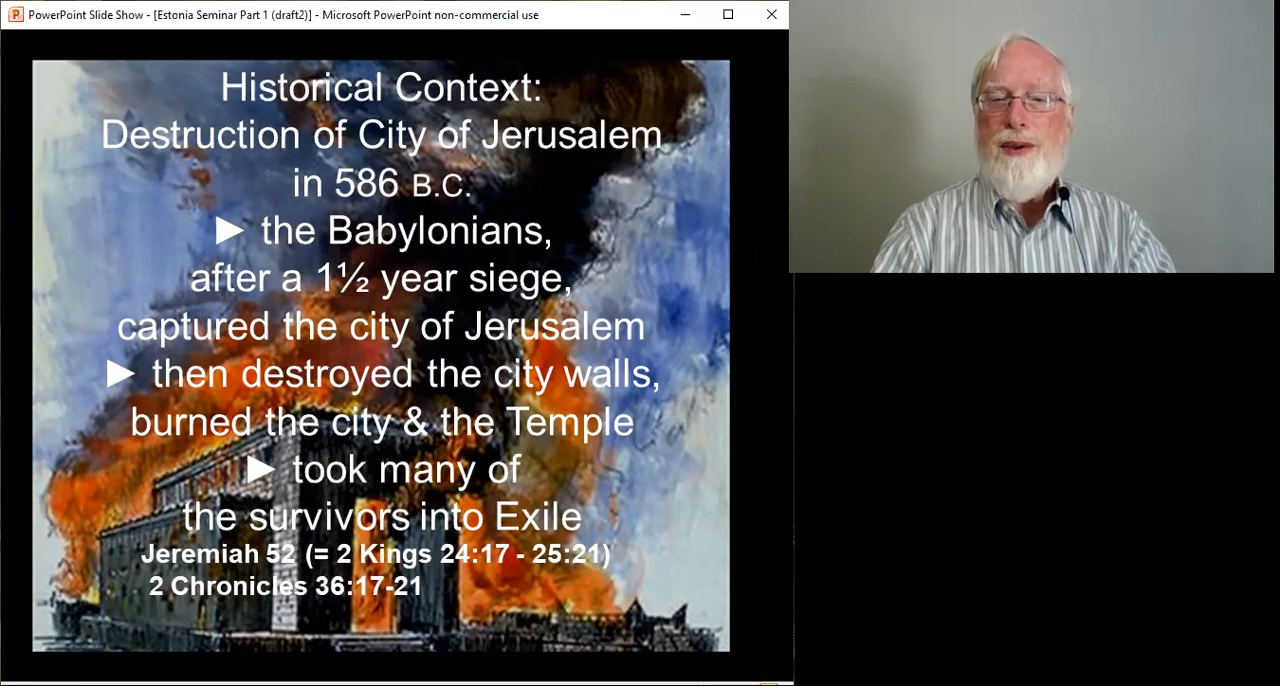 PowerPoint Slide Show - [Estonia Seminar Part 1 (draft2)] - Microsoft PowerPoint non-commercial use
Historical Context:
Destruction of City of Jerusalem
in 586 B.C.
► the Babylonians,
after a 1½ year siege,
captured the city of Jerusalem
► then destroyed the city walls,
burned the city & the Temple
► took many of
the survivors into Exile
Jeremiah 52 (= 2 Kings 24:17 - 25:21)
2 Chronicles 36:17-21